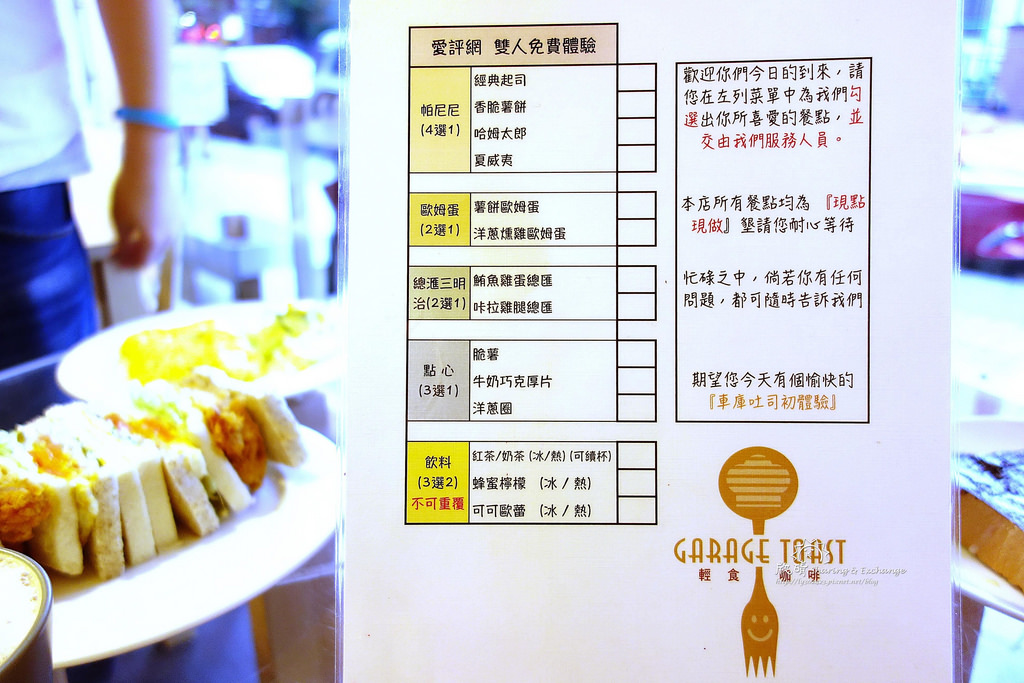 愛評網 雙人免費體驗
帕尼尼
(4選1)
經典起司
香脆薯餅
哈姆太郎
夏威夷
歐姆蛋
(2選1)
薯餅歐姆蛋
洋蔥燻雞歐姆蛋
總滙三明
治(2選1)
鮪魚雞蛋總匯
咔拉雞腿總匯
點 心
(3選1)
脆薯
牛奶巧克厚片
洋蔥圈
飲料
(3選2)
不可重覆
紅茶/奶茶 (冰/熱) (可續杯)
蜂蜜檸檬 (冰 / 熱)
可可歐蕾 (冰 / 熱)
歡迎你們今日的到來，請
您在左列菜單中為我們勾
選出你所喜愛的餐點，並
交由我們服務人員。
本店所有餐點均為 『現點
現做』墾請您耐心等待
忙碌之中，倘若你有任何
問題，都可隨時告訴我們
期望您今天有個愉快的
『車庫吐司初體驗』
GARAGE TOAST
輕 食 咖 啡
Sharing & Exchange